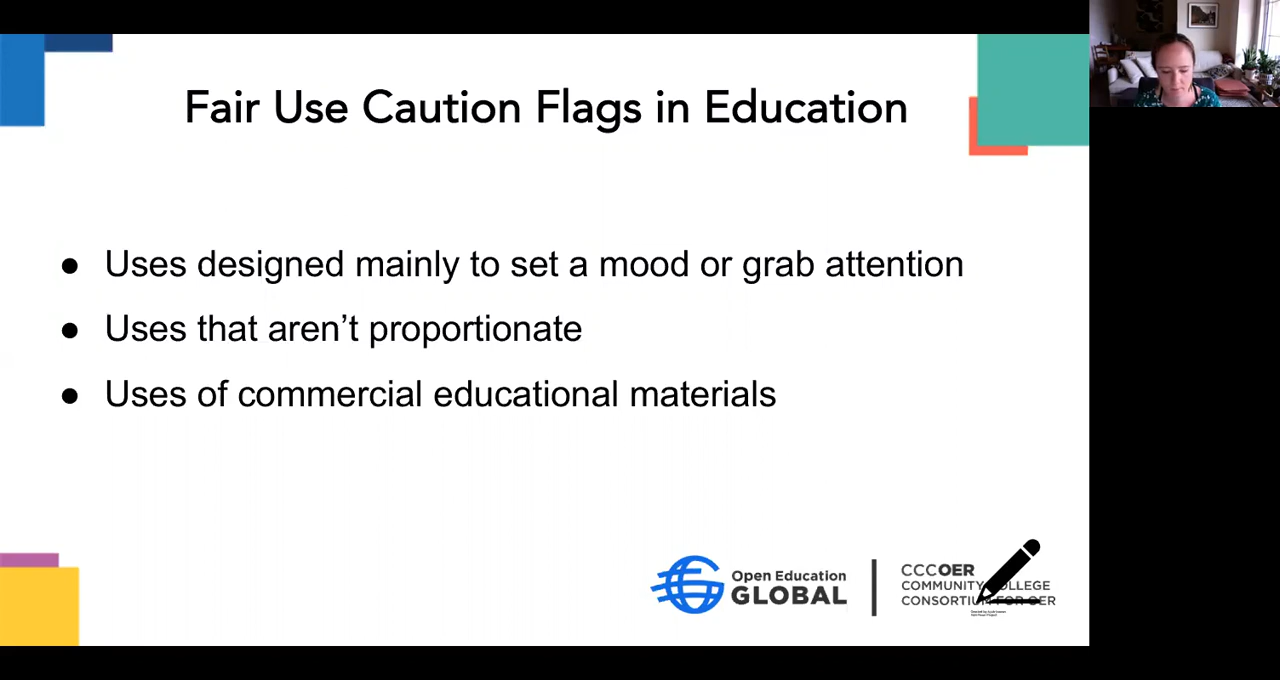 Fair Use Caution Flags in Education
● Uses designed mainly to set a mood or grab attention
● Uses that aren’t proportionate
● Uses of commercial educational materials
Open Education
GLOBAL
CCCOER
COMMUNITY COLLEGE
CONSORTIUM FOR OER